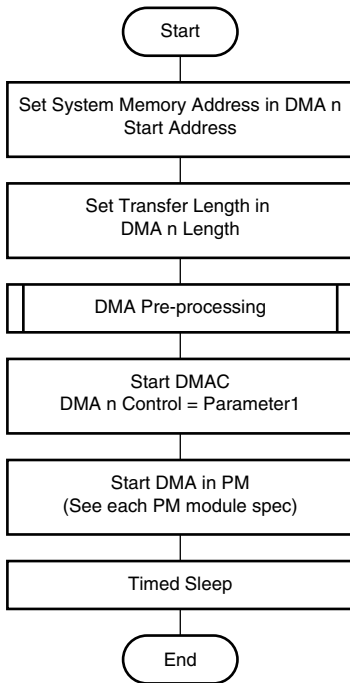 Start
Set System Memory Address in DMA n
Start Address
Set Transfer Length in
DMA n Length
DMA Pre-processing
Start DMAC
DMA n Control = Parameter1
Start DMA in PM
(See each PM module spec)
Timed Sleep
End